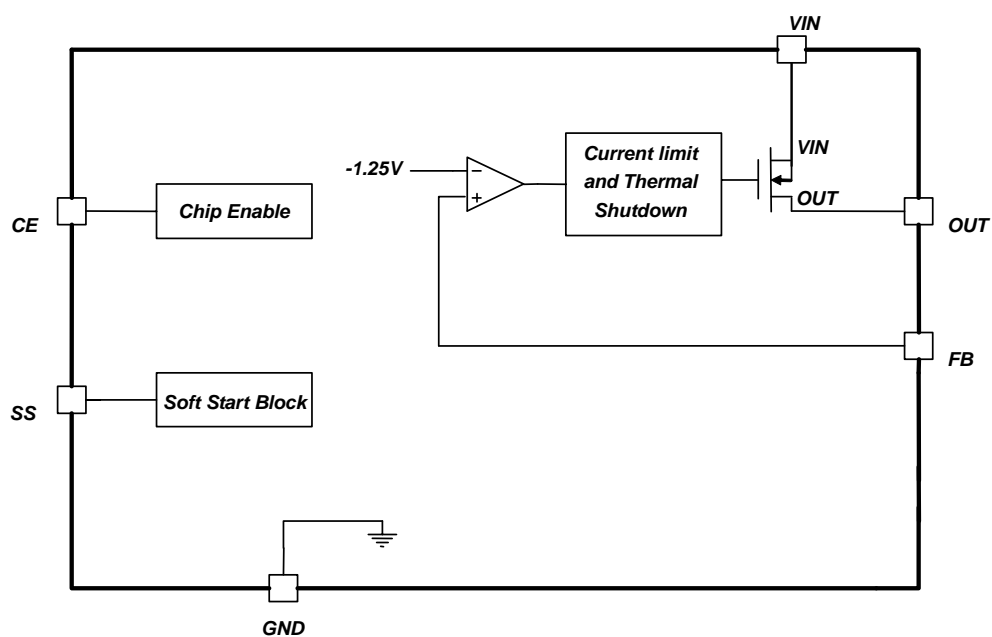 VIN
-1.25V
−
+
Current limit
and Thermal
Shutdown
VIN
OUT
CE
Chip Enable
OUT
FB
SS
Soft Start Block
GND